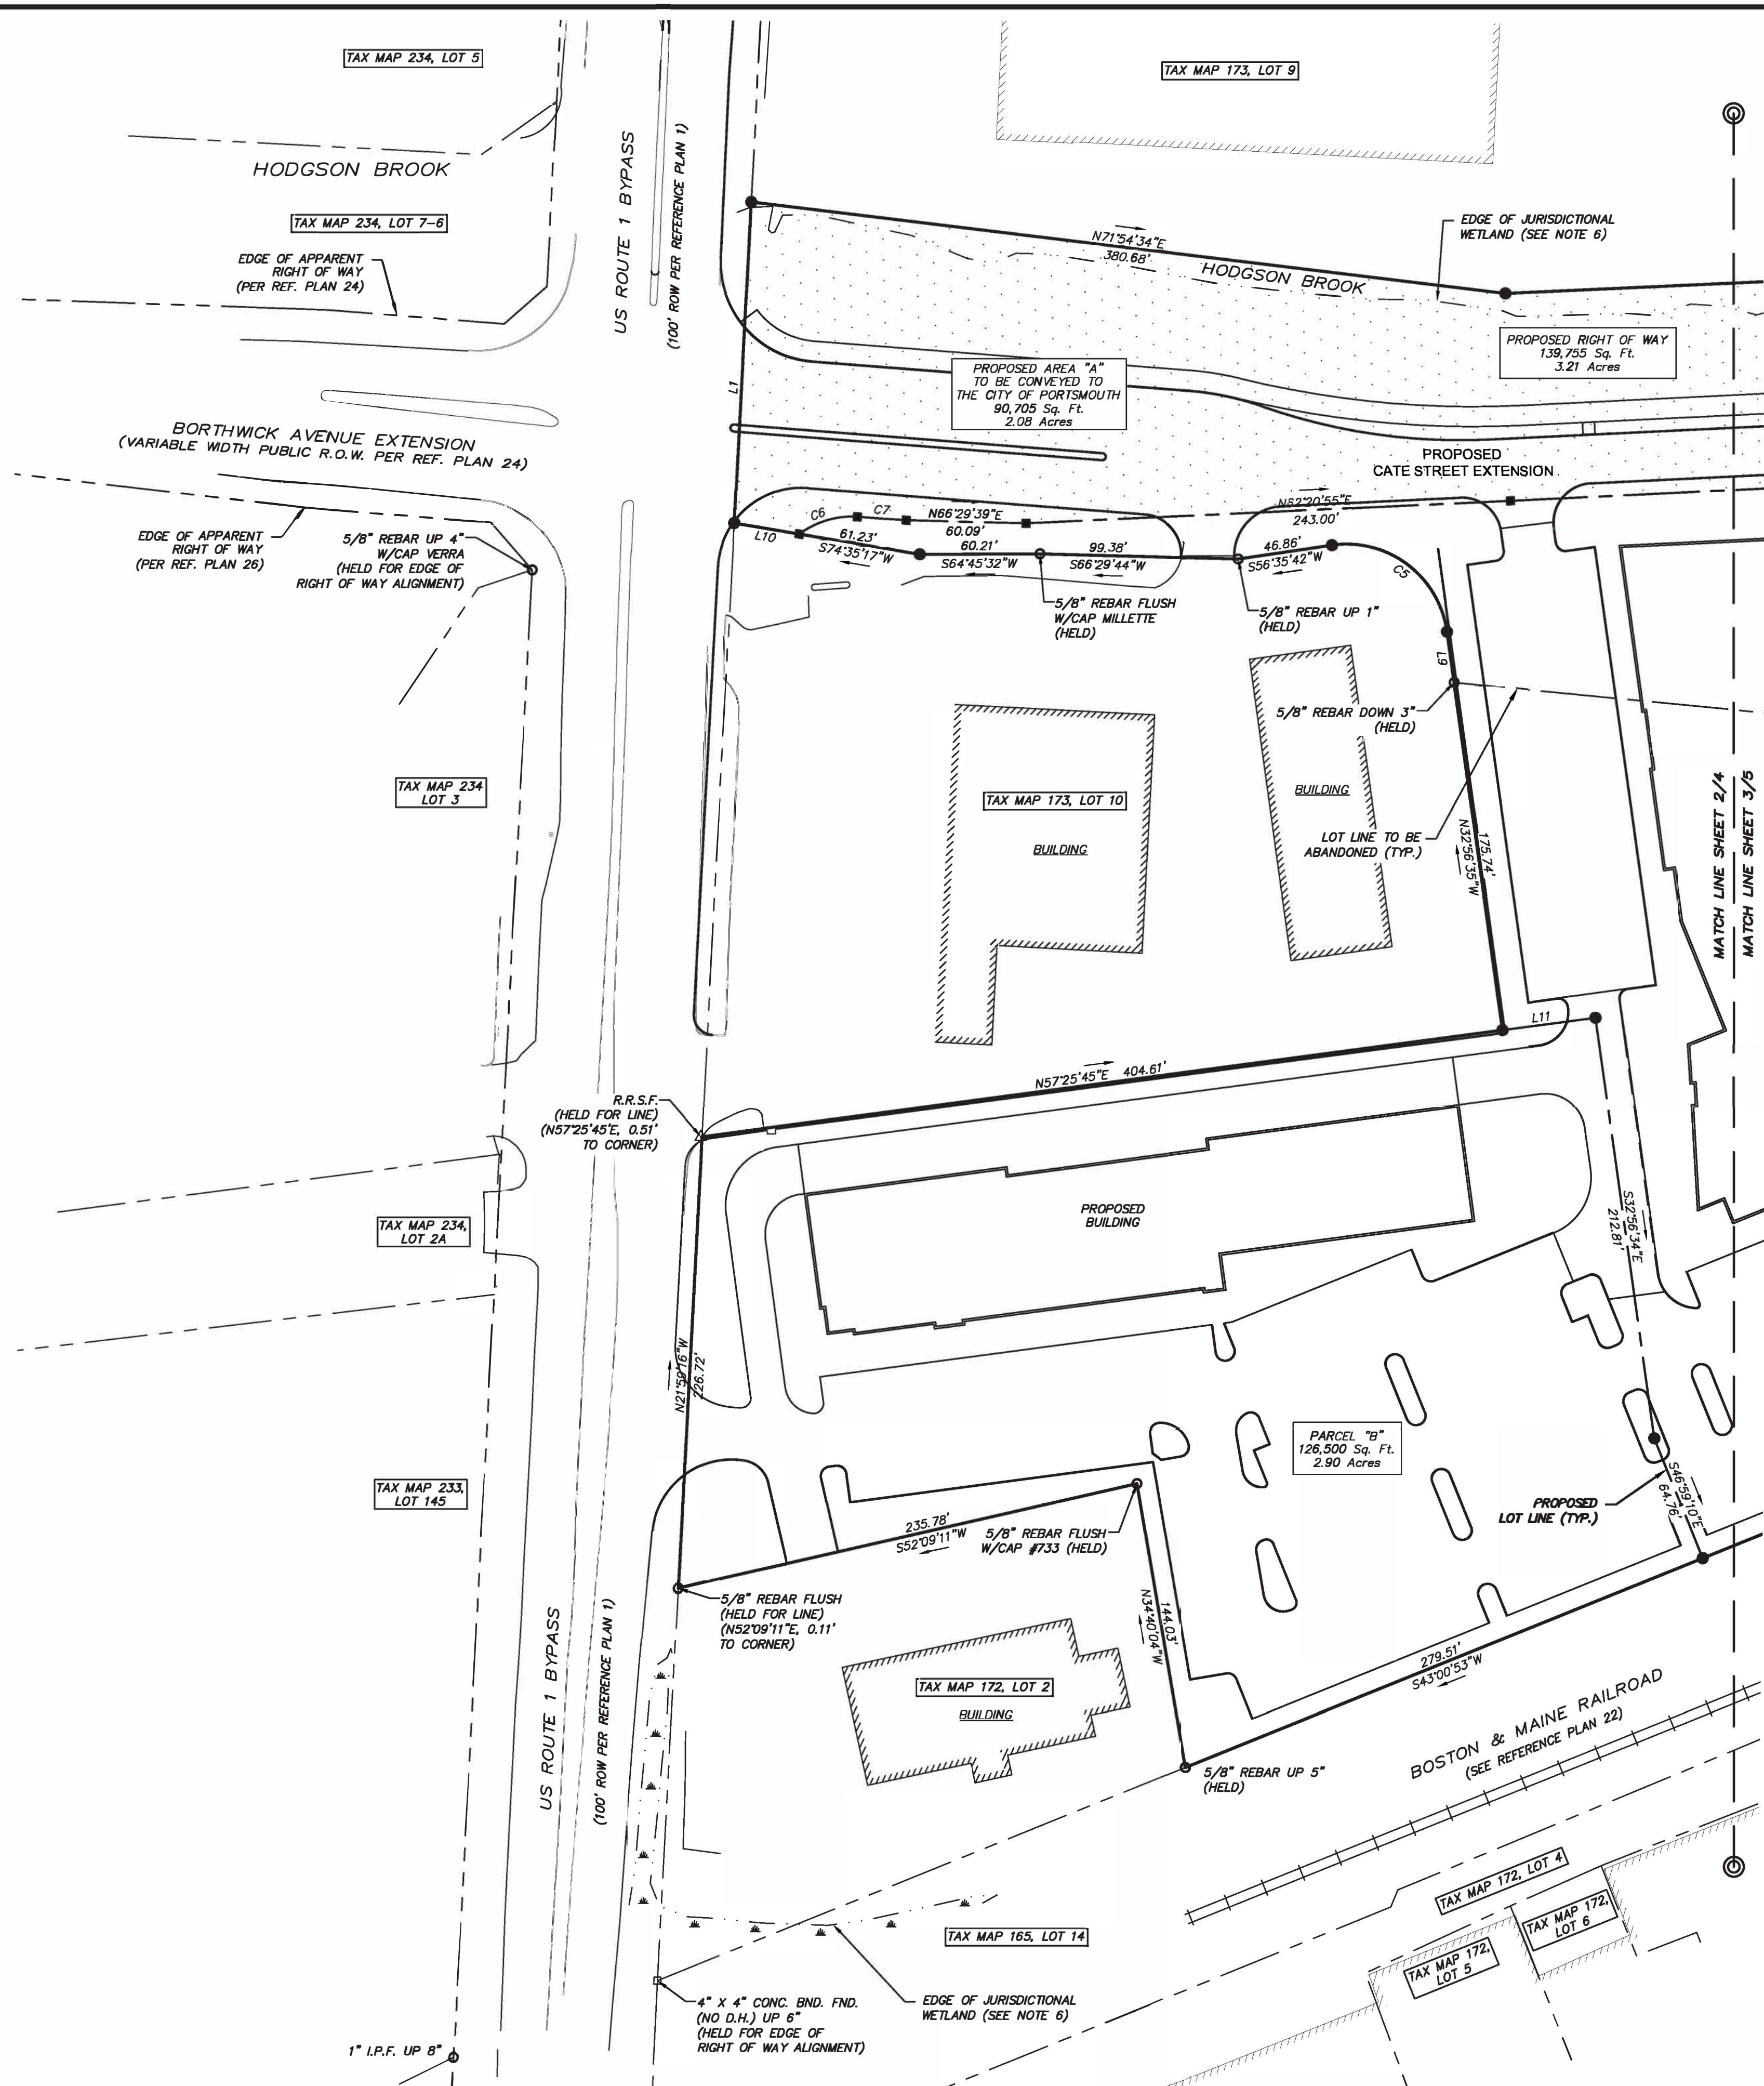 TAX MAP 234, LOT 5
TAX MAP 173, LOT 9
HODGSON BROOK
TAX MAP 234, LOT 7-6
EDGE OF APPARENT
RIGHT OF WAY
(PER REF. PLAN 24)
US ROUTE 1 BYPASS
(100' ROW PER REFERENCE PLAN 1)
EDGE OF JURISDICTIONAL
WETLAND (SEE NOTE 6)
N71°54'34"E
380.68'
HODGSON BROOK
PROPOSED RIGHT OF WAY
139,755 Sq. Ft.
3.21 Acres
PROPOSED AREA "A"
TO BE CONVEYED TO
THE CITY OF PORTSMOUTH
90,705 Sq. Ft.
2.08 Acres
L1
BORTHWICK AVENUE EXTENSION
(VARIABLE WIDTH PUBLIC R.O.W. PER REF. PLAN 24)
PROPOSED
CATE STREET EXTENSION
EDGE OF APPARENT
RIGHT OF WAY
(PER REF. PLAN 26)
5/8" REBAR UP 4"
W/CAP VERRA
(HELD FOR EDGE OF
RIGHT OF WAY ALIGNMENT)
L10
C6
C7
N66°29'39"E
60.09'
N62°20'55"E
243.00'
61.23'
S74°35'17"W
60.21'
S64°45'32"W
99.38'
S66°29'44"W
46.86'
S56°35'42"W
C5
5/8" REBAR FLUSH
W/CAP MILLETTE
(HELD)
5/8" REBAR UP 1"
(HELD)
L9
5/8" REBAR DOWN 3"
(HELD)
TAX MAP 234
LOT 3
TAX MAP 173, LOT 10
BUILDING
BUILDING
LOT LINE TO BE
ABANDONED (TYP.)
175.74'
N32°56'35"W
MATCH LINE SHEET 2/4
MATCH LINE SHEET 3/5
L11
N57°25'45"E 404.61'
R.R.S.F.
(HELD FOR LINE)
(N57°25'45"E, 0.51'
TO CORNER)
TAX MAP 234,
LOT 2A
PROPOSED
BUILDING
S32°56'34"E
212.81'
N21°59'16"W
226.72'
PARCEL "B"
126,500 Sq. Ft.
2.90 Acres
TAX MAP 233,
LOT 145
S46°59'10"E
64.76'
PROPOSED
LOT LINE (TYP.)
235.78'
S52°09'11"W
5/8" REBAR FLUSH
W/CAP #733 (HELD)
5/8" REBAR FLUSH
(HELD FOR LINE)
(N52°09'11"E, 0.11'
TO CORNER)
144.03'
N34°40'04"W
US ROUTE 1 BYPASS
(100' ROW PER REFERENCE PLAN 1)
TAX MAP 172, LOT 2
BUILDING
279.51'
S43°00'53"W
5/8" REBAR UP 5"
(HELD)
BOSTON & MAINE RAILROAD
(SEE REFERENCE PLAN 22)
TAX MAP 172, LOT 4
TAX MAP 172,
LOT 6
TAX MAP 172,
LOT 5
TAX MAP 165, LOT 14
4" X 4" CONC. BND. FND.
(NO D.H.) UP 6"
(HELD FOR EDGE OF
RIGHT OF WAY ALIGNMENT)
EDGE OF JURISDICTIONAL
WETLAND (SEE NOTE 6)
1" I.P.F. UP 8"